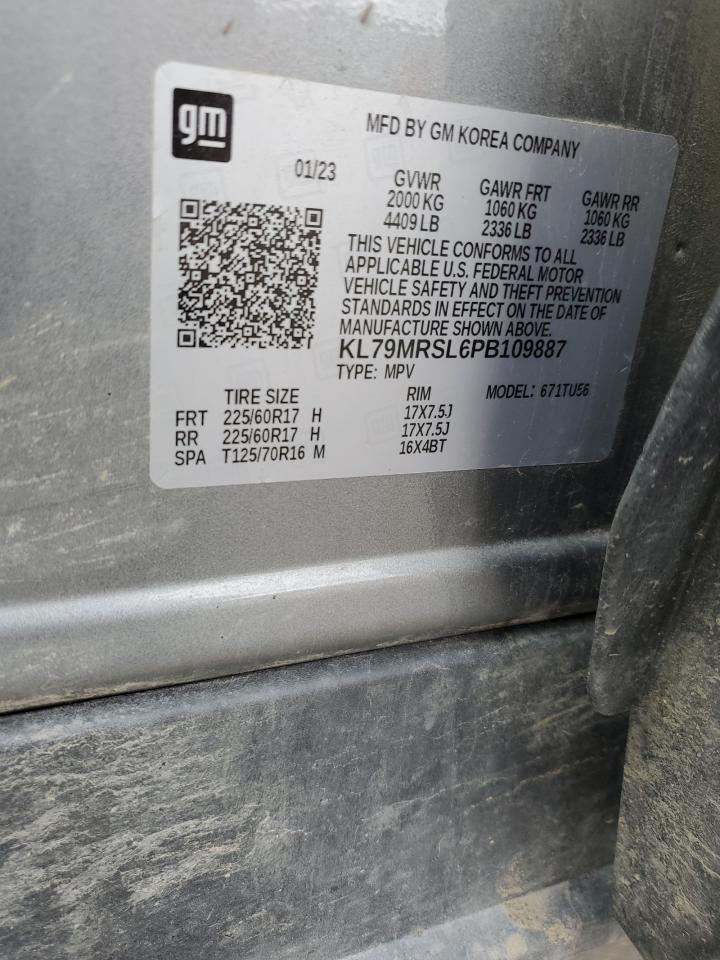 gm
MFD BY GM KOREA COMPANY
01/23
GVWR GAWR FRT GAWR RR
2000 KG 1060 KG 1060 KG
4409 LB 2336 LB 2336 LB
THIS VEHICLE CONFORMS TO ALL
APPLICABLE U.S. FEDERAL MOTOR
VEHICLE SAFETY AND THEFT PREVENTION
STANDARDS IN EFFECT ON THE DATE OF
MANUFACTURE SHOWN ABOVE.
KL79MRSL6PB109887
TYPE: MPV
TIRE SIZE RIM MODEL: 671TU56
FRT 225/60R17 H 17X7.5J
RR 225/60R17 H 17X7.5J
SPA T125/70R16 M 16X4BT